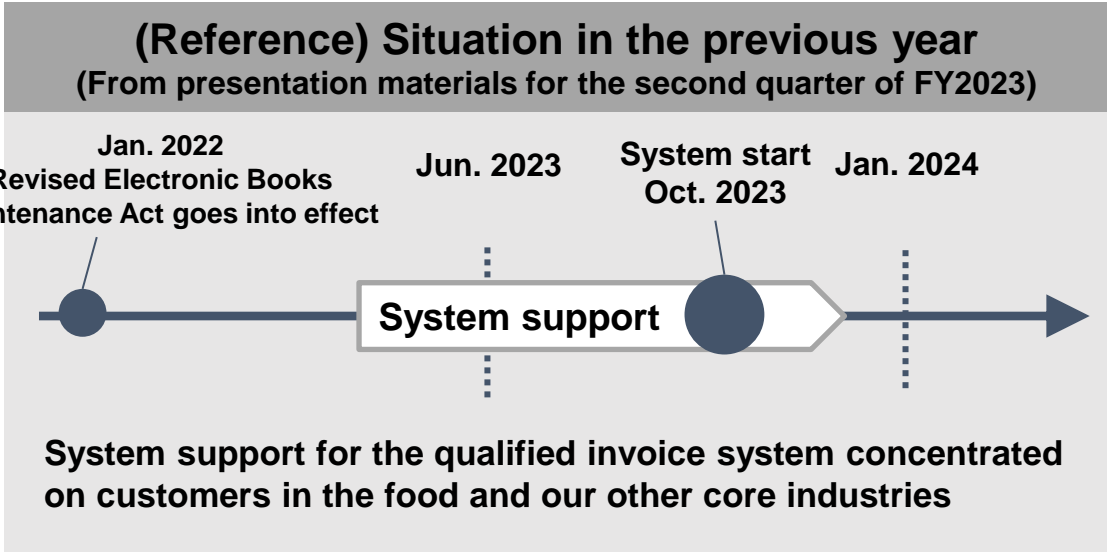 (Reference) Situation in the previous year
(From presentation materials for the second quarter of FY2023)
Jan. 2022
Revised Electronic Books
ntenance Act goes into effect
Jun. 2023
System start
Oct. 2023
Jan. 2024
System support
System support for the qualified invoice system concentrated
on customers in the food and our other core industries